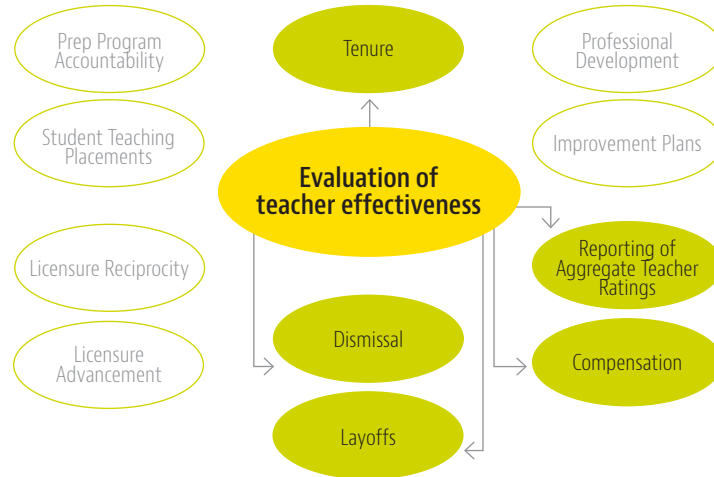 Prep Program
Accountability
Tenure
Professional
Development
Student Teaching
Placements
Improvement Plans
Evaluation of
teacher effectiveness
Licensure Reciprocity
Reporting of
Aggregate Teacher
Ratings
Dismissal
Licensure
Advancement
Compensation
Layoffs